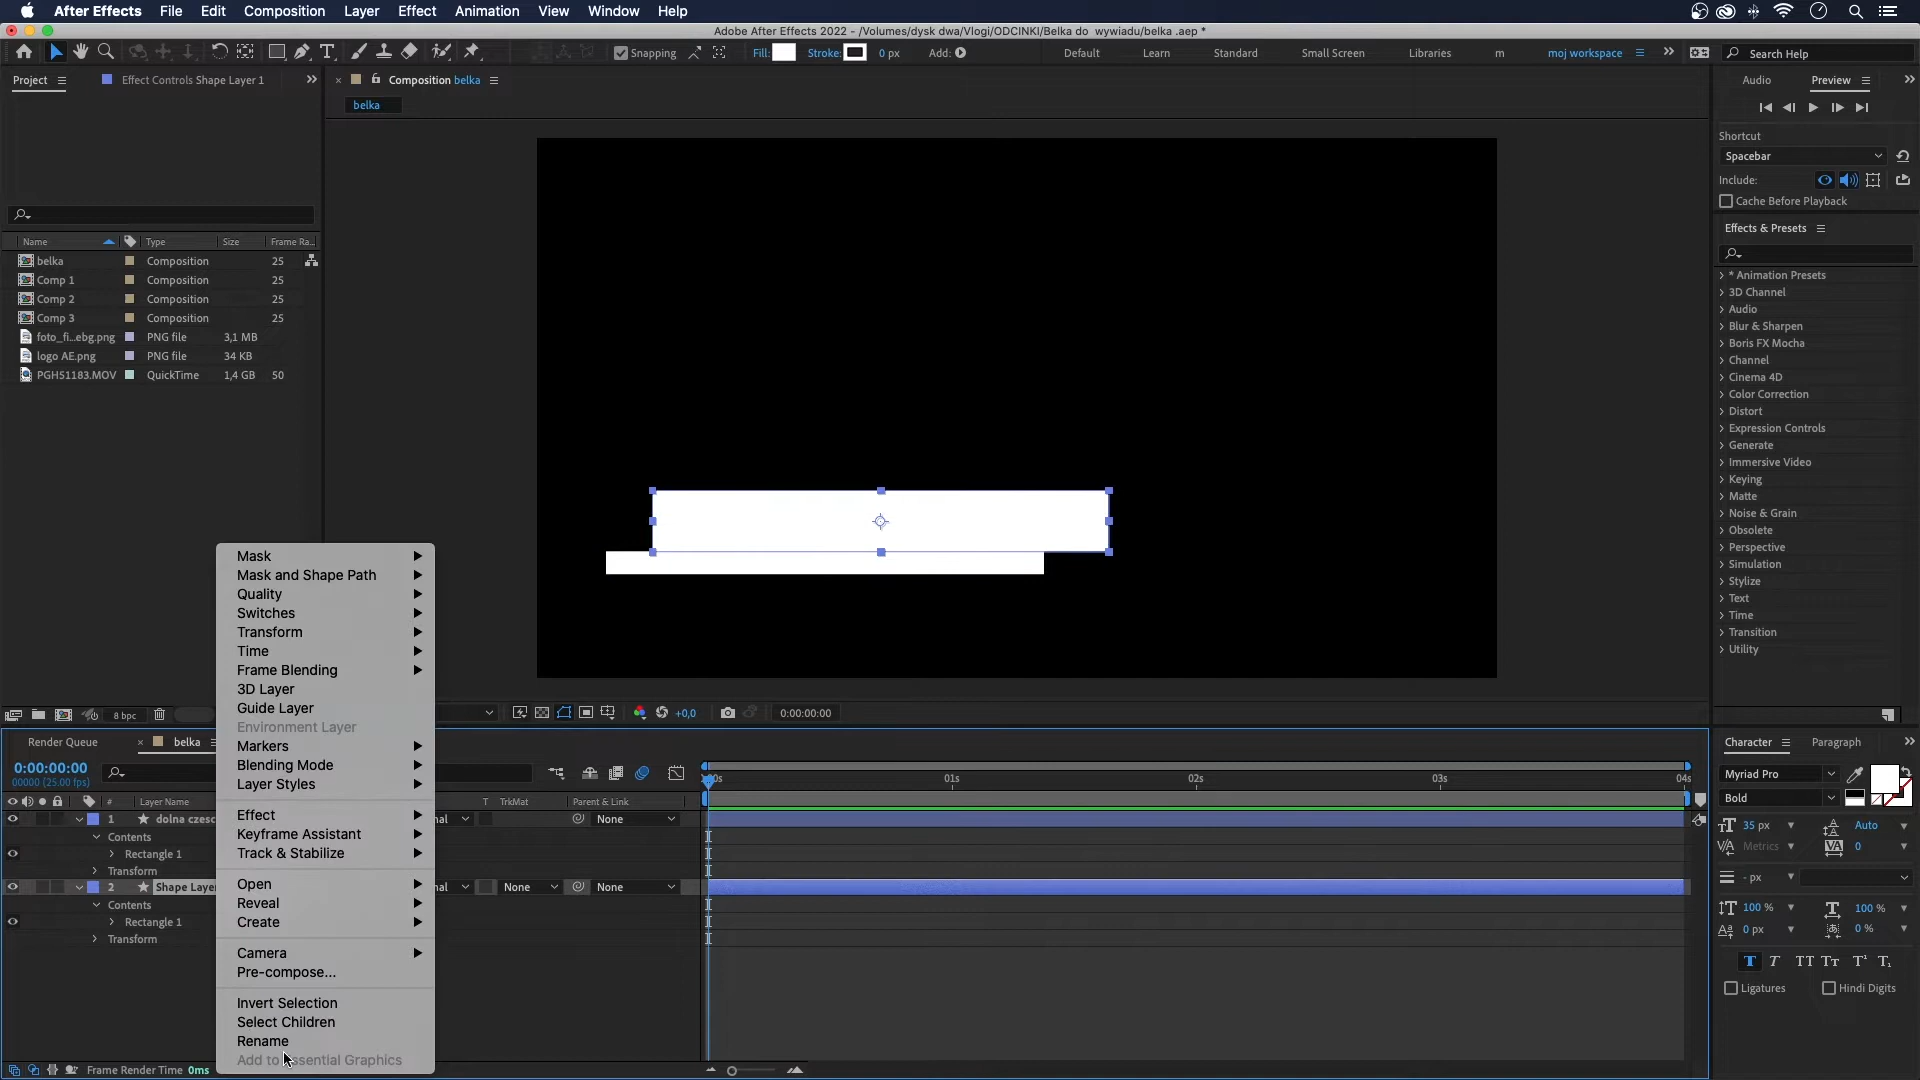 After Effects File Edit Composition Layer Effect Animation View Window Help
Adobe After Effects 2022 - /Volumes/dysk dwa/Vlogi/ODCINKI/Belka do wywiadu/belka .aep *
Snapping Fill: Stroke: 0 px Add: Default Learn Standard Small Screen Libraries m moj workspace Search Help
Project Effect Controls Shape Layer 1 Composition belka Audio Preview
belka
Shortcut
Spacebar
Include:
Cache Before Playback
Effects & Presets
Name Type Size Frame Ra...
belka Composition 25
Comp 1 Composition 25
Comp 2 Composition 25
Comp 3 Composition 25
foto_fi...ebg.png PNG file 3,1 MB
logo AE.png PNG file 34 KB
PGH51183.MOV QuickTime 1,4 GB 50
* Animation Presets
3D Channel
Audio
Blur & Sharpen
Boris FX Mocha
Channel
Cinema 4D
Color Correction
Distort
Expression Controls
Generate
Immersive Video
Keying
Matte
Noise & Grain
Obsolete
Perspective
Simulation
Stylize
Text
Time
Transition
Utility
Mask
Mask and Shape Path
Quality
Switches
Transform
Time
Frame Blending
3D Layer
Guide Layer
Environment Layer
Markers
Blending Mode
Layer Styles
Effect
Keyframe Assistant
Track & Stabilize
Open
Reveal
Create
Camera
Pre-compose...
Invert Selection
Select Children
Rename
Add to Essential Graphics
8 bpc +0,0 0:00:00:00
Render Queue belka
0:00:00:00
00000 (25.00 fps)
01s 02s 03s 04s
# Layer Name T TrkMat Parent & Link
1 dolna czesc None
Contents
Rectangle 1
Transform
2 Shape Layer None None
Contents
Rectangle 1
Transform
Frame Render Time 0ms
Character Paragraph
Myriad Pro
Bold
35 px Auto
Metrics 0
- px
100 % 100 %
0 px 0 %
T T TT TT T¹ T₁
Ligatures Hindi Digits